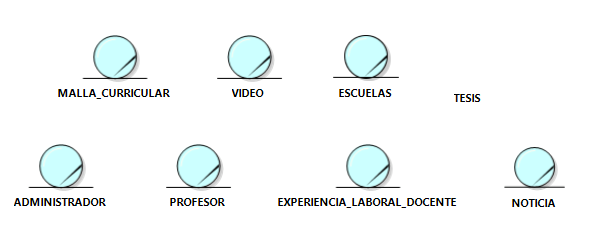 MALLA_CURRICULAR
VIDEO
ESCUELAS
TESIS
ADMINISTRADOR
PROFESOR
EXPERIENCIA_LABORAL_DOCENTE
NOTICIA